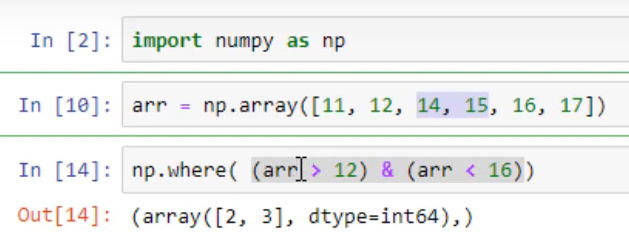 In [2]: import numpy as np
In [10]: arr = np.array([11, 12, 14, 15, 16, 17])
In [14]: np.where( (arr > 12) & (arr < 16))
Out[14]: (array([2, 3], dtype=int64),)